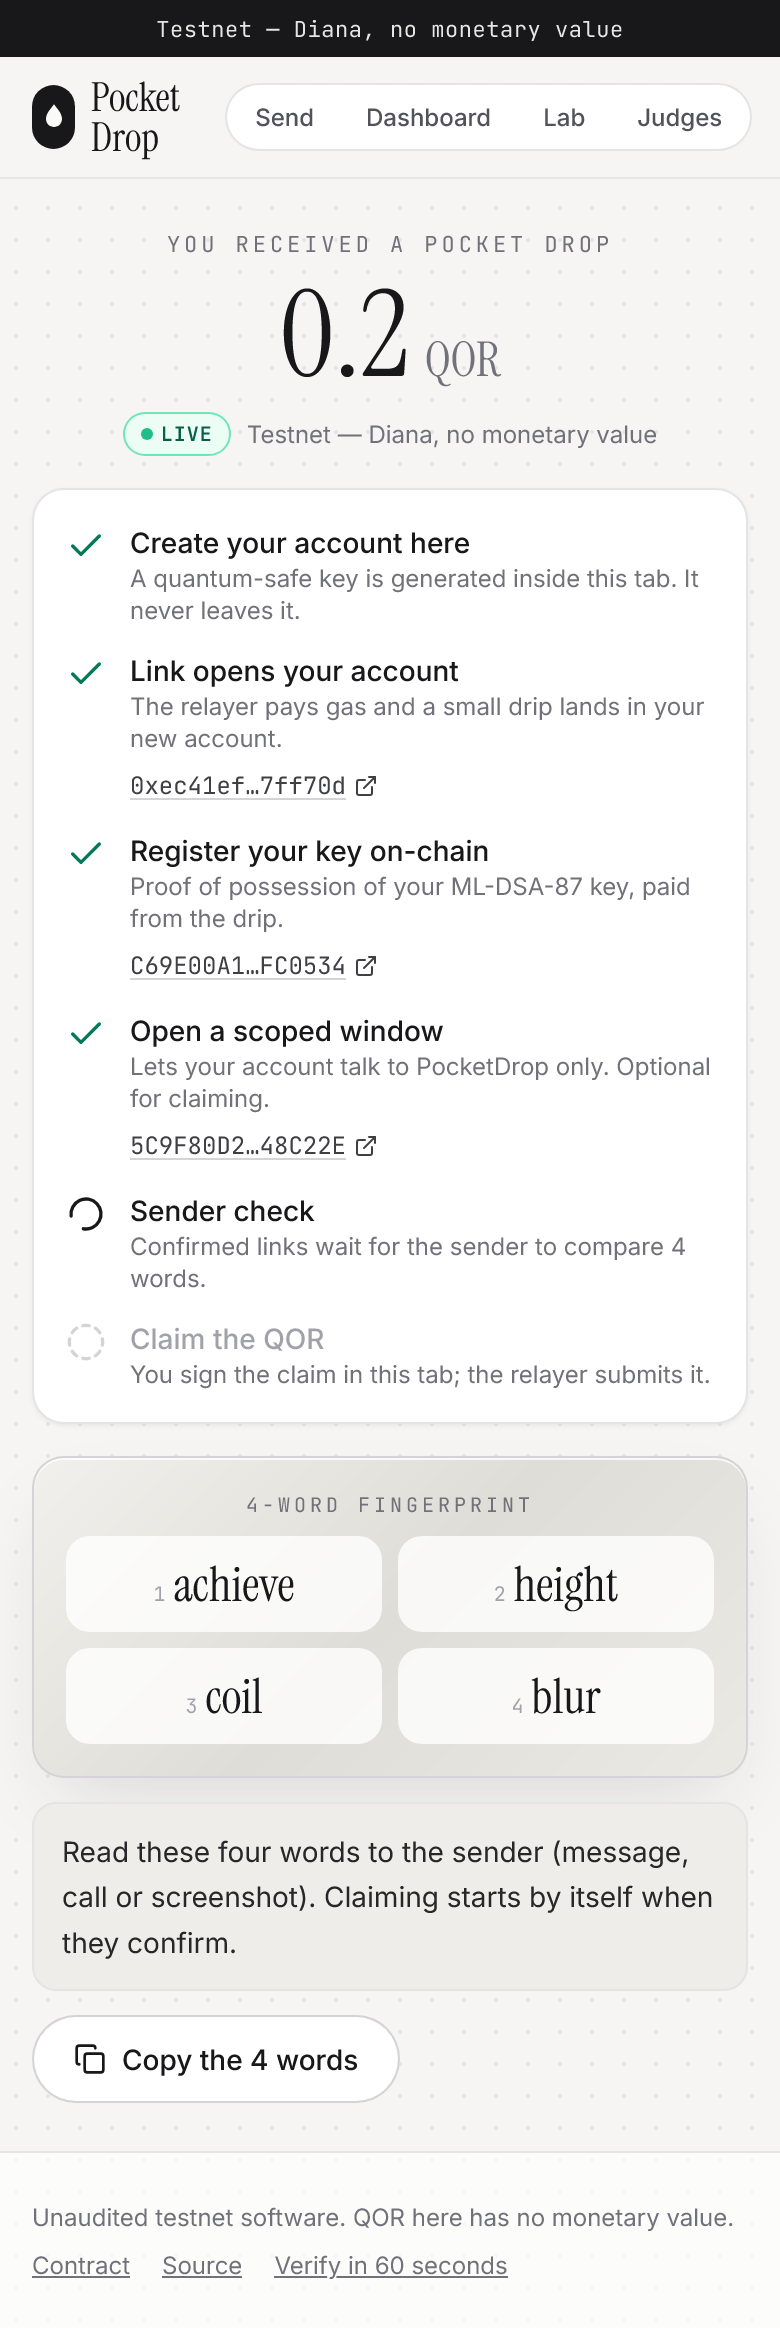 Testnet — Diana, no monetary value
Pocket
Drop
Send Dashboard Lab Judges
YOU RECEIVED A POCKET DROP
0.2 QOR
LIVE Testnet — Diana, no monetary value
Create your account here
A quantum-safe key is generated inside this tab. It
never leaves it.
Link opens your account
The relayer pays gas and a small drip lands in your
new account.
0xec41ef…7ff70d
Register your key on-chain
Proof of possession of your ML-DSA-87 key, paid
from the drip.
C69E00A1…FC0534
Open a scoped window
Lets your account talk to PocketDrop only. Optional
for claiming.
5C9F80D2…48C22E
Sender check
Confirmed links wait for the sender to compare 4
words.
Claim the QOR
You sign the claim in this tab; the relayer submits it.
4-WORD FINGERPRINT
1 achieve 2 height
3 coil 4 blur
Read these four words to the sender (message,
call or screenshot). Claiming starts by itself when
they confirm.
Copy the 4 words
Unaudited testnet software. QOR here has no monetary value.
Contract Source Verify in 60 seconds